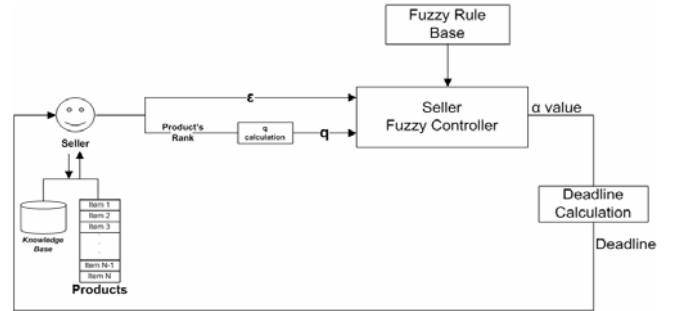 Fuzzy Rule
Base
ε
Seller
Fuzzy Controller
α value
Product's
Rank
q
calculation
q
Seller
Deadline
Calculation
Deadline
Knowledge
Base
Item 1
Item 2
Item 3
.
.
.
Item N-1
Item N
Products